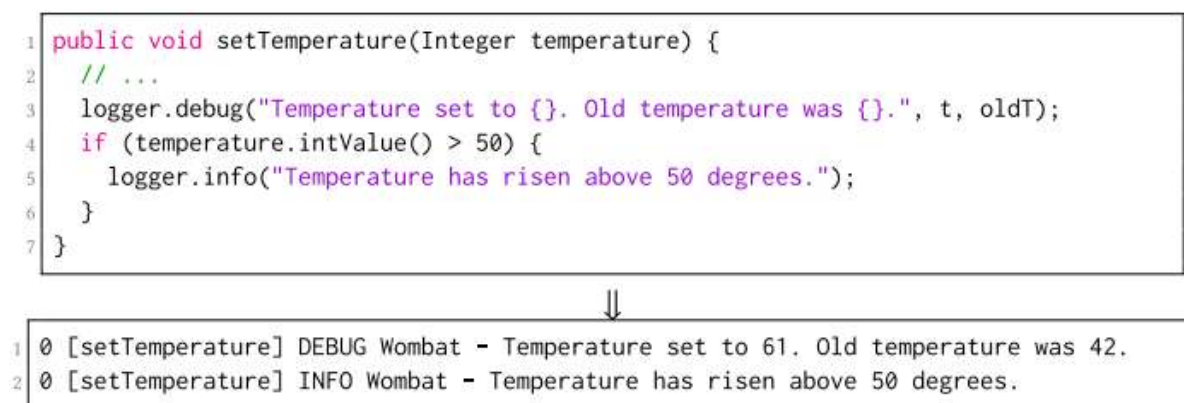 1 public void setTemperature(Integer temperature) {
2 // ...
3 logger.debug("Temperature set to {}. Old temperature was {}.", t, oldT);
4 if (temperature.intValue() > 50) {
5 logger.info("Temperature has risen above 50 degrees.");
6 }
7 }
⇓
1 0 [setTemperature] DEBUG Wombat - Temperature set to 61. Old temperature was 42.
2 0 [setTemperature] INFO Wombat - Temperature has risen above 50 degrees.